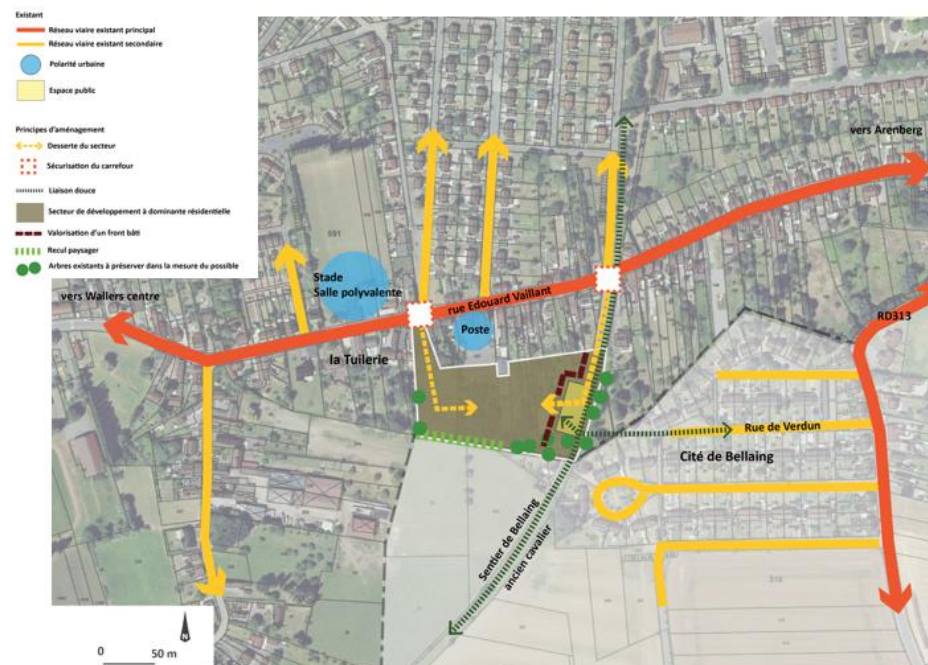 Existant
Réseau viaire existant principal
Réseau viaire existant secondaire
Polarité urbaine
Espace public
Principes d'aménagement
Desserte du secteur
Sécurisation du carrefour
Liaison douce
Secteur de développement à dominante résidentielle
Valorisation d'un front bâti
Recul paysager
Arbres existants à préserver dans la mesure du possible
vers Arenberg
691
Stade
Salle polyvalente
vers Wallers centre
rue Edouard Vaillant
Poste
RD313
la Tuilerie
Rue de Verdun
Cité de Bellaing
Sentier de Bellaing
ancien cavalier
318
N
0 50 m